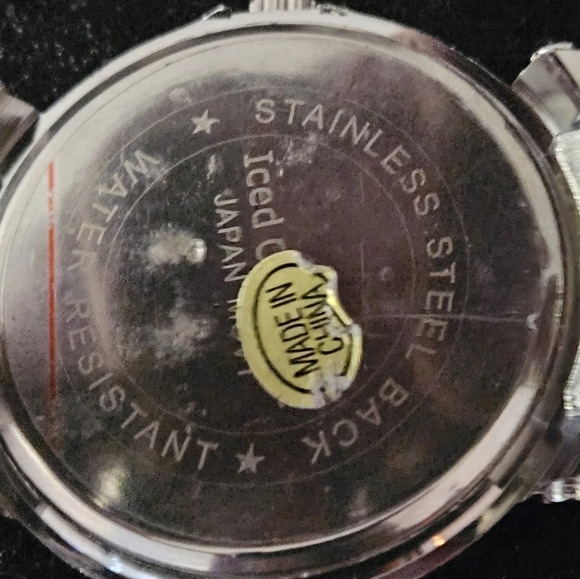 STAINLESS STEEL BACK
WATER RESISTANT
Iced
JAPAN
MADE IN
CHINA